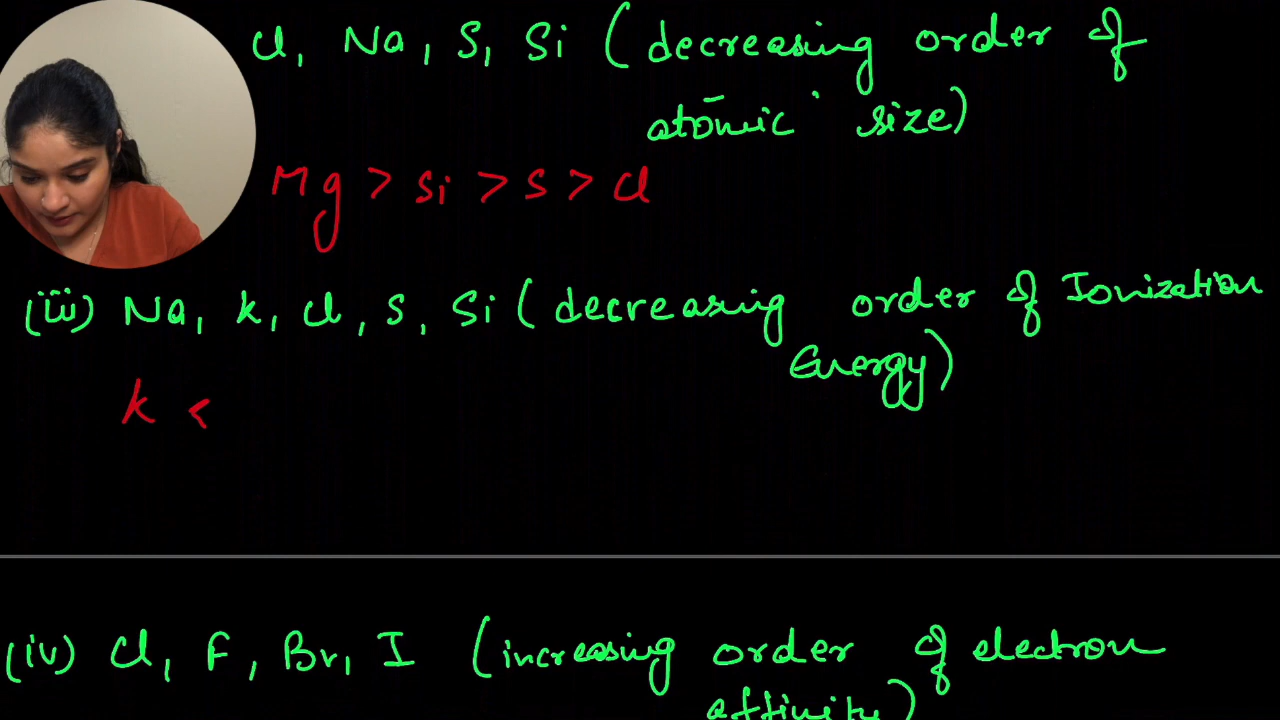 Cl, Na, S, Si (decreasing order of
atomic size)
Mg > Si > S > Cl
(iii) Na, K, Cl, S, Si (decreasing order of Ionization
Energy)
K <
(iv) Cl, F, Br, I (increasing order of electron
affinity)